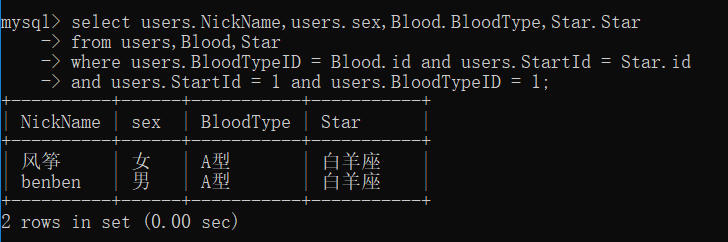 mysql> select users.NickName,users.sex,Blood.BloodType,Star.Star
-> from users,Blood,Star
-> where users.BloodTypeID = Blood.id and users.StartId = Star.id
-> and users.StartId = 1 and users.BloodTypeID = 1;
+----------+------+-----------+-----------+
| NickName | sex | BloodType | Star |
+----------+------+-----------+-----------+
| 风筝 | 女 | A型 | 白羊座 |
| benben | 男 | A型 | 白羊座 |
+----------+------+-----------+-----------+
2 rows in set (0.00 sec)